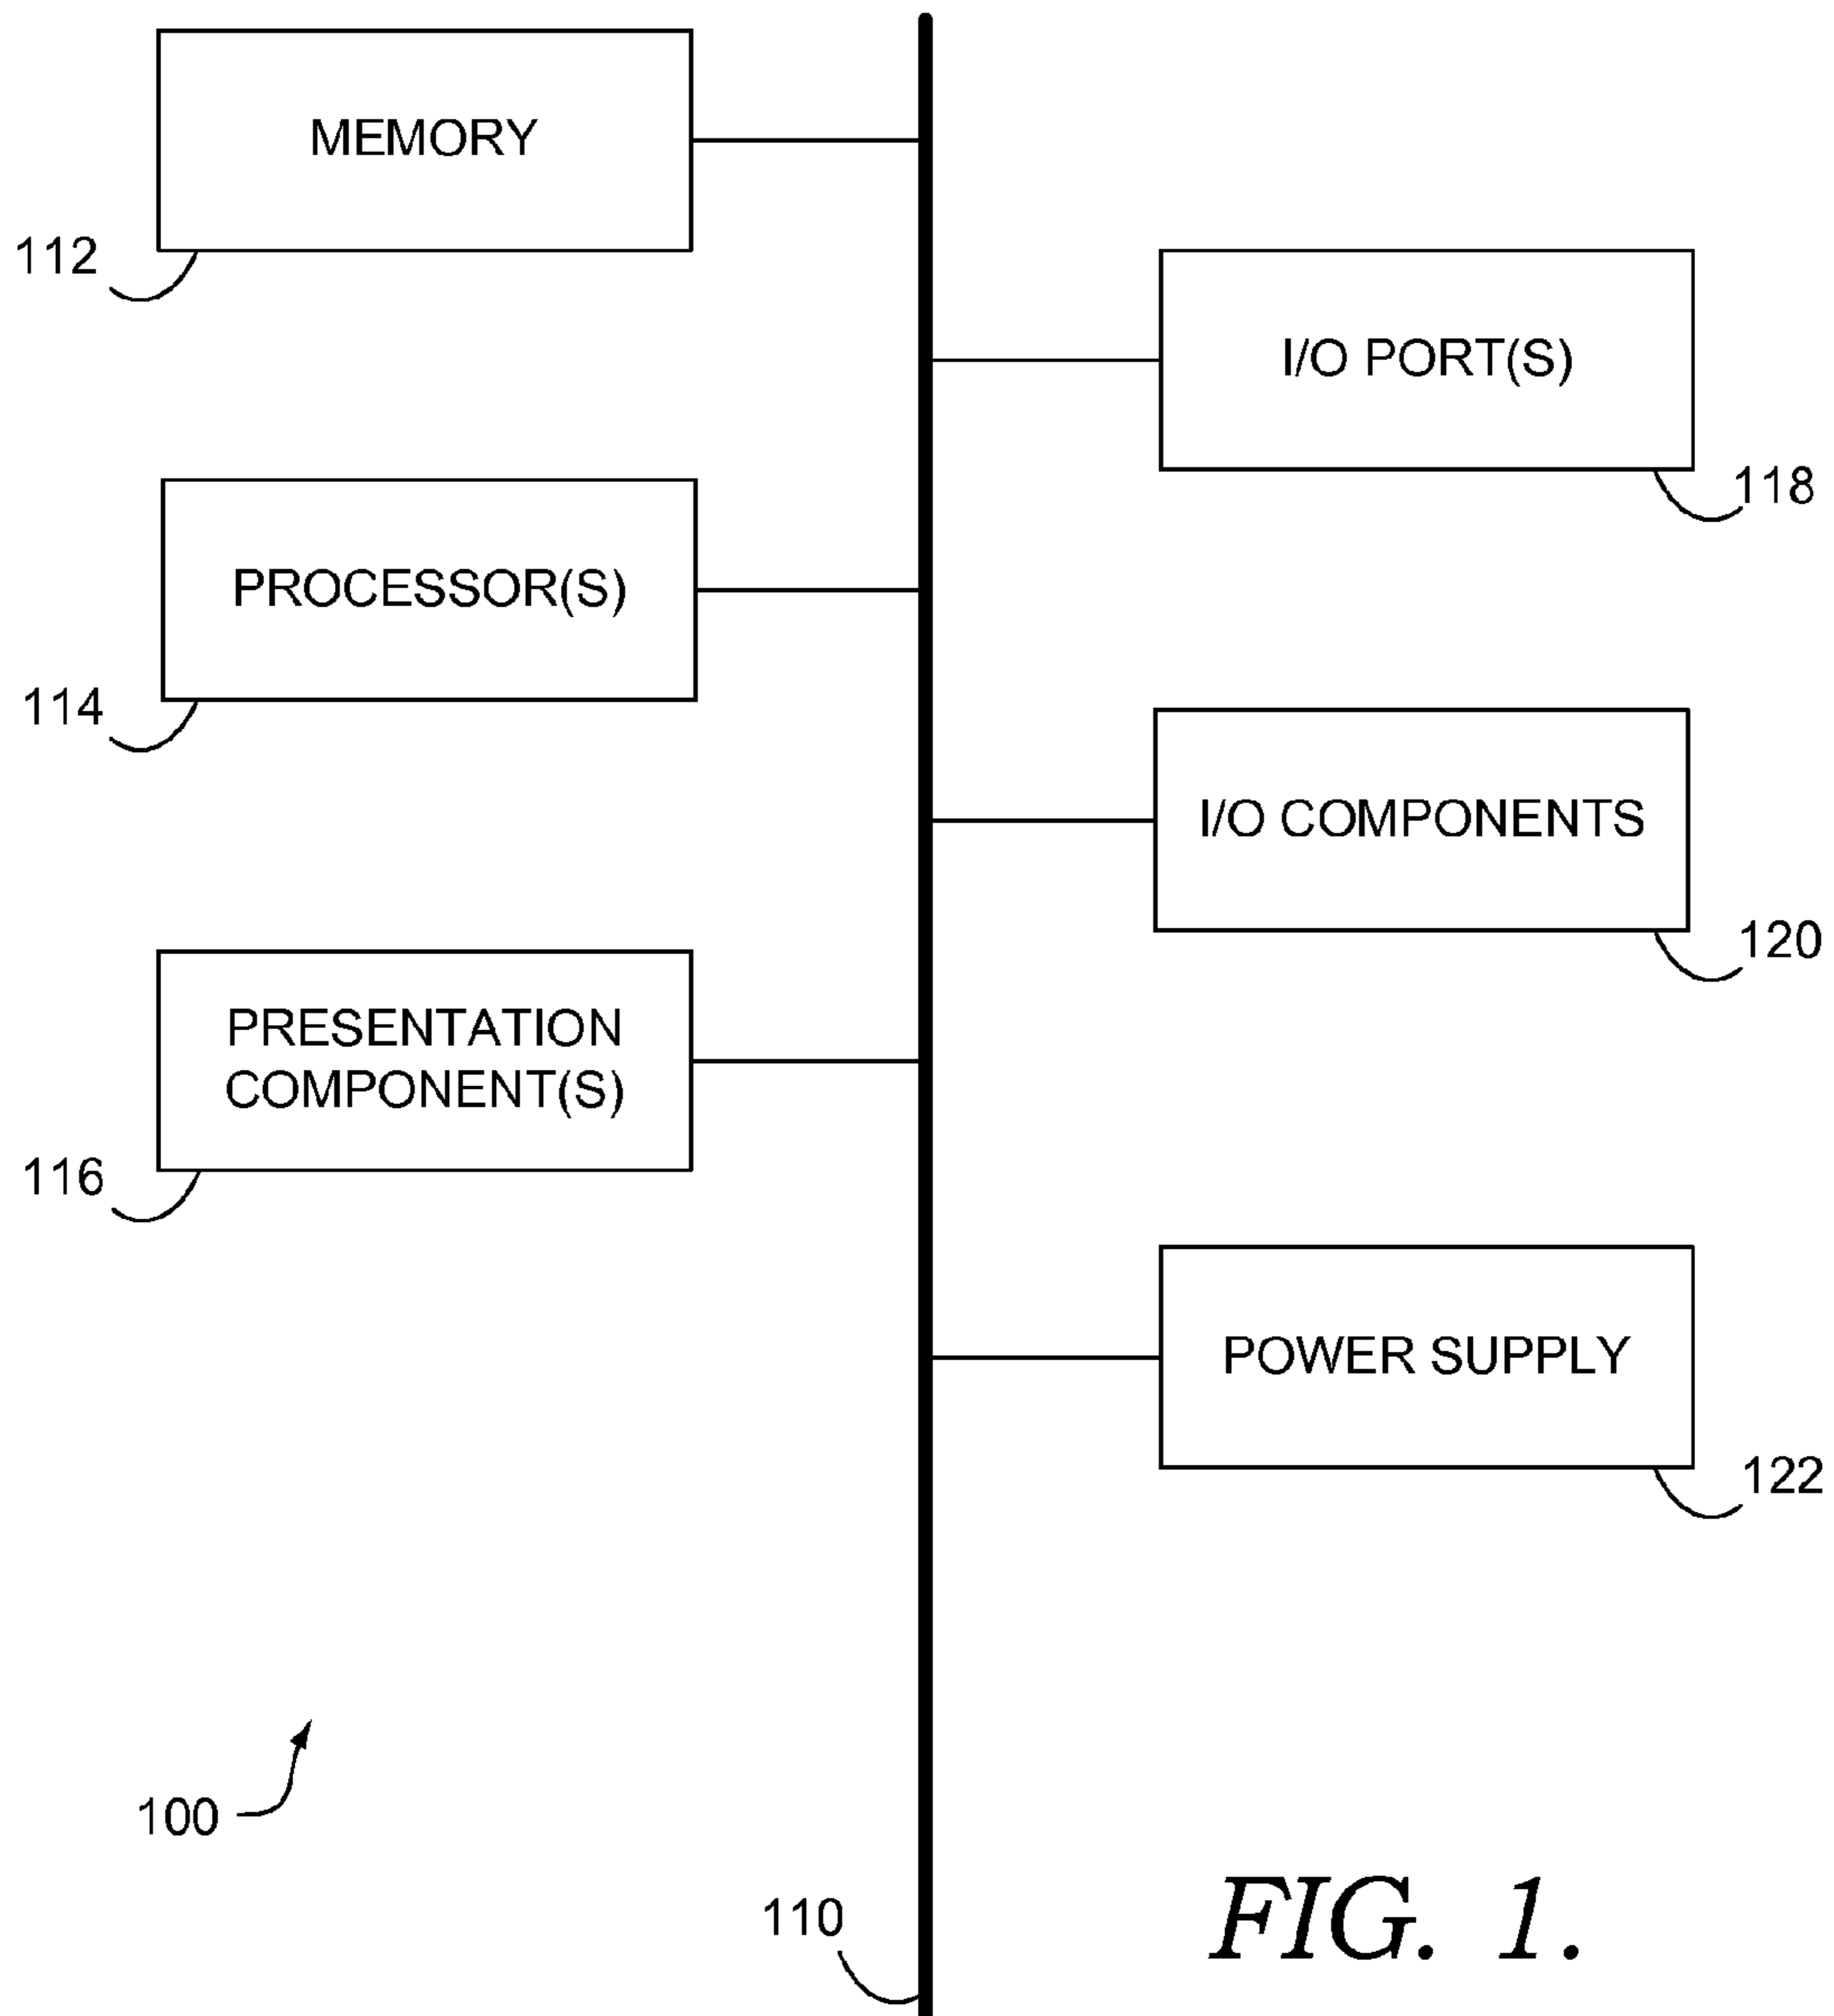 MEMORY
112
I/O PORT(S)
118
PROCESSOR(S)
114
I/O COMPONENTS
120
PRESENTATION
COMPONENT(S)
116
POWER SUPPLY
122
100
110
FIG. 1.